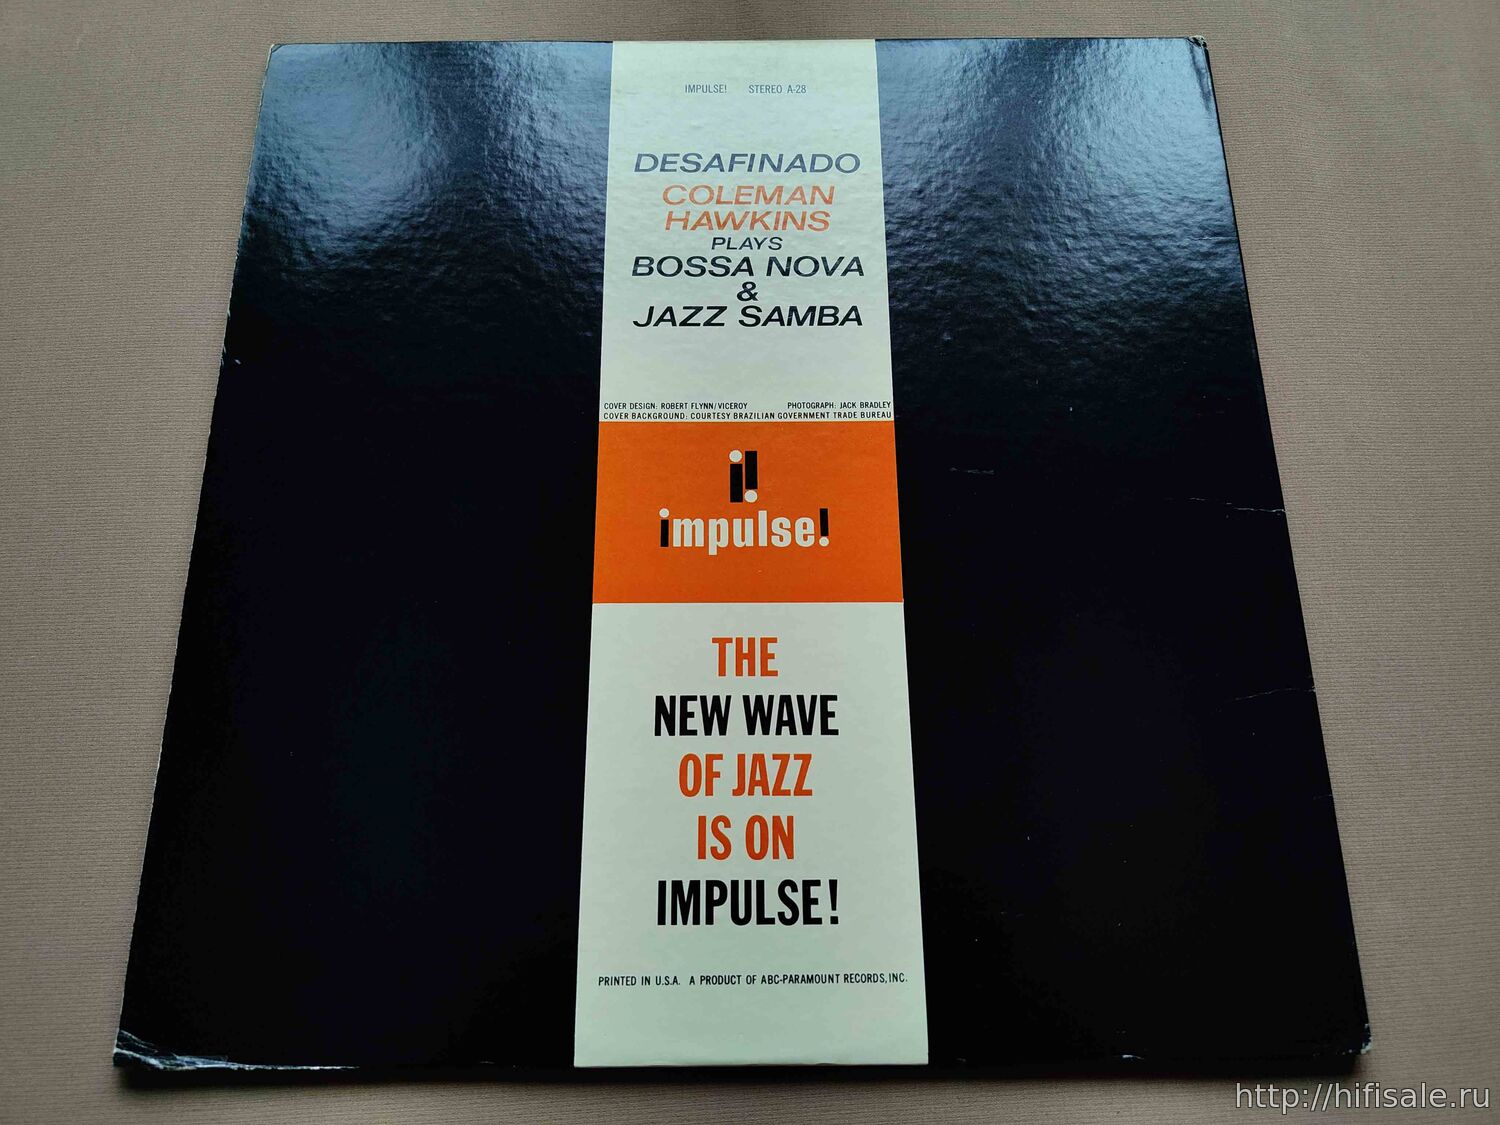 IMPULSE! STEREO A-28
DESAFINADO
COLEMAN
HAWKINS
PLAYS
BOSSA NOVA
&
JAZZ SAMBA
COVER DESIGN: ROBERT FLYNN/VICEROY PHOTOGRAPH: JACK BRADLEY
COVER BACKGROUND: COURTESY BRAZILIAN GOVERNMENT TRADE BUREAU
i!
impulse!
THE
NEW WAVE
OF JAZZ
IS ON
IMPULSE!
PRINTED IN U.S.A. A PRODUCT OF ABC-PARAMOUNT RECORDS, INC.
http://hifisale.ru